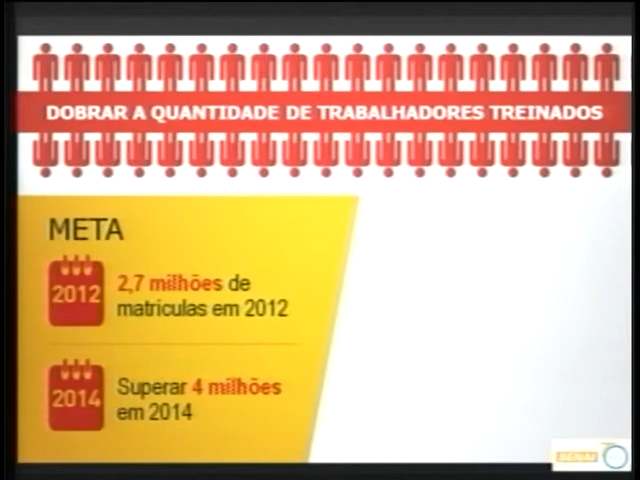 DOBRAR A QUANTIDADE DE TRABALHADORES TREINADOS
META
2012
2,7 milhões de
matriculas em 2012
2014
Superar 4 milhões
em 2014
SENAI